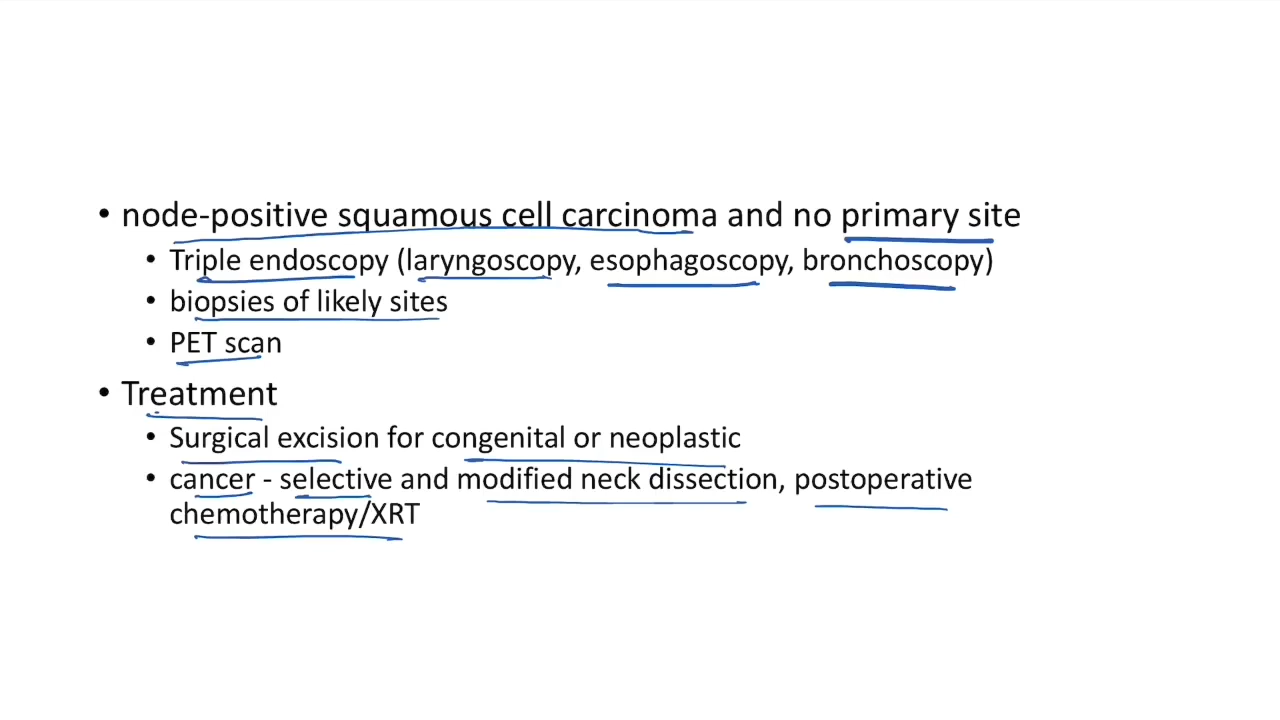 • node-positive squamous cell carcinoma and no primary site
• Triple endoscopy (laryngoscopy, esophagoscopy, bronchoscopy)
• biopsies of likely sites
• PET scan
• Treatment
• Surgical excision for congenital or neoplastic
• cancer - selective and modified neck dissection, postoperative
chemotherapy/XRT